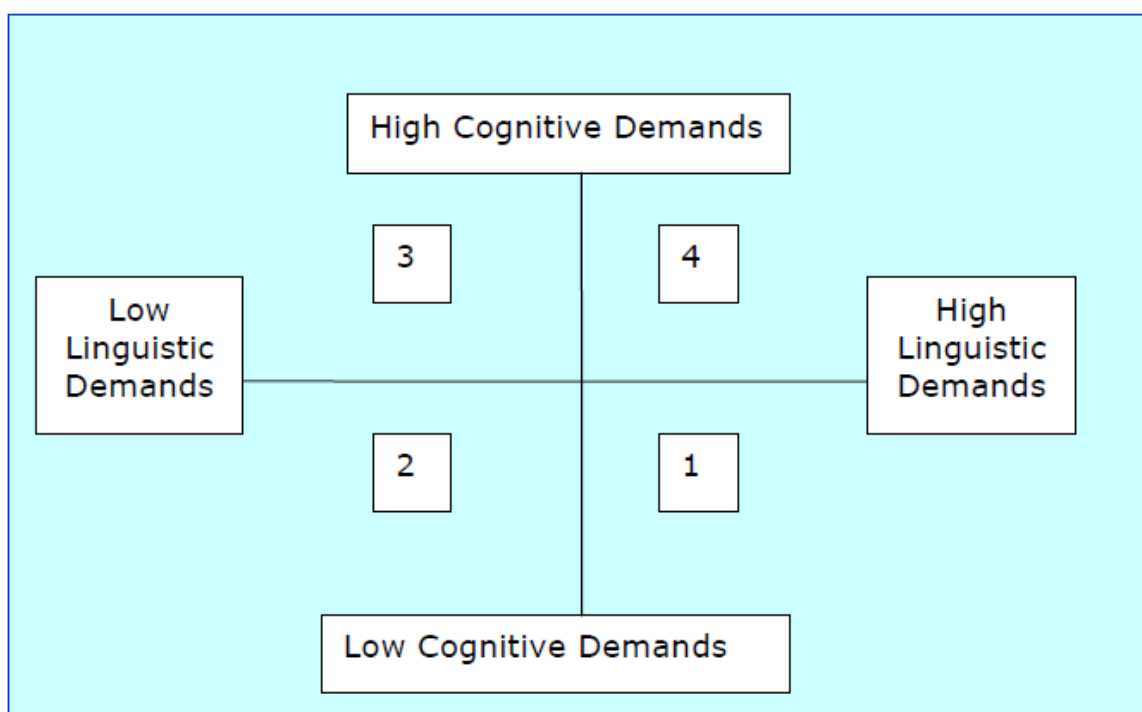 High Cognitive Demands
3
4
Low
Linguistic
Demands
High
Linguistic
Demands
2
1
Low Cognitive Demands